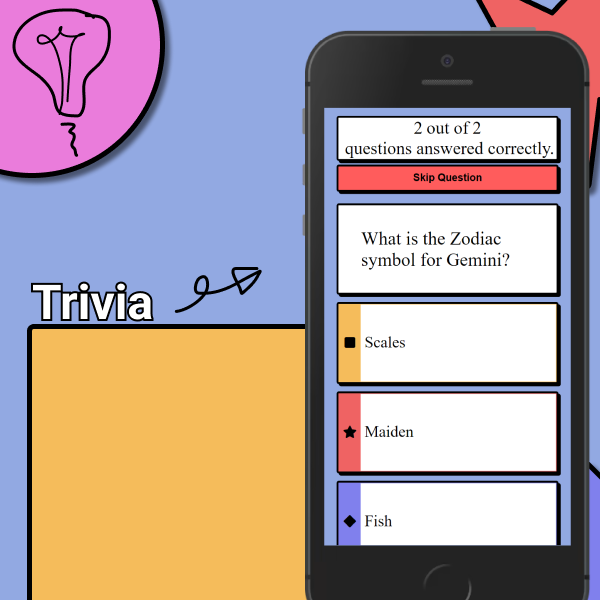 2 out of 2
questions answered correctly.
Skip Question
What is the Zodiac
symbol for Gemini?
Trivia
Scales
Maiden
Fish